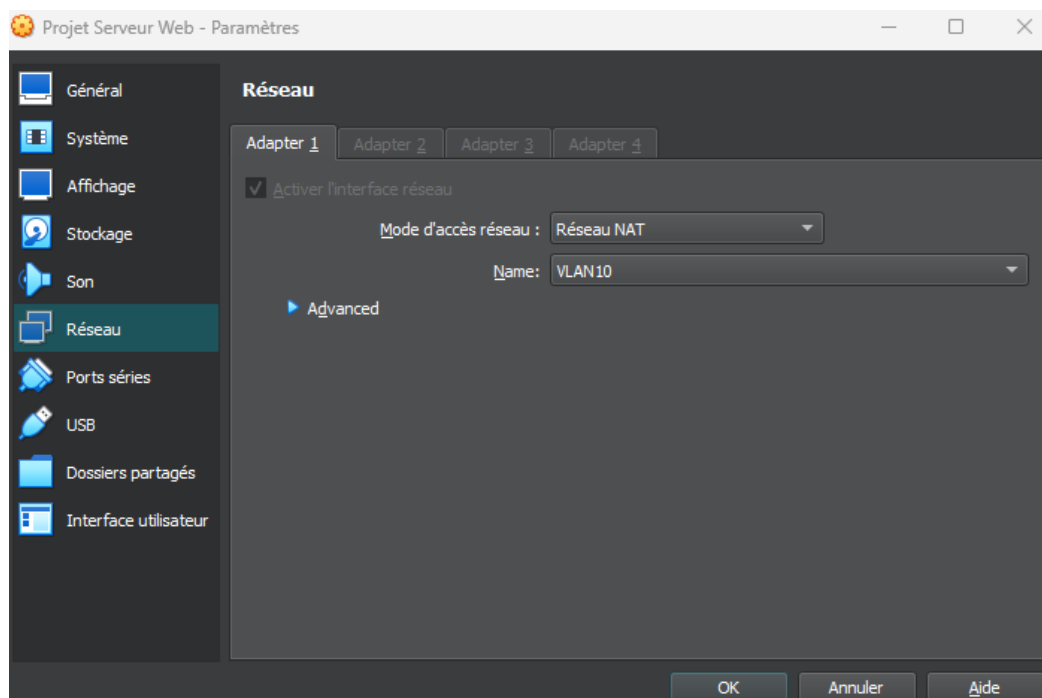 Projet Serveur Web - Paramètres
Général
Système
Affichage
Stockage
Son
Réseau
Ports séries
USB
Dossiers partagés
Interface utilisateur
Réseau
Adapter 1 Adapter 2 Adapter 3 Adapter 4
Activer l'interface réseau
Mode d'accès réseau : Réseau NAT
Name: VLAN10
Advanced
OK Annuler Aide